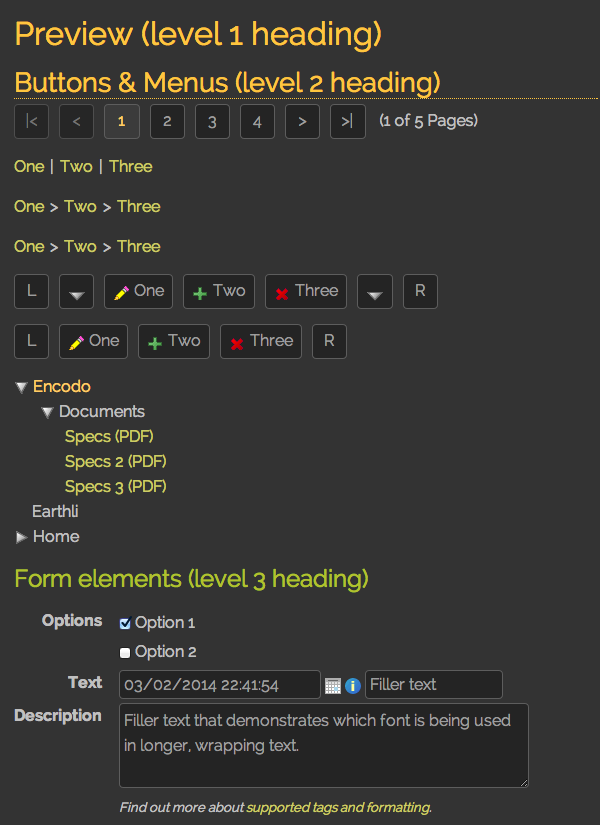 Preview (level 1 heading)
Buttons & Menus (level 2 heading)
|< < 1 2 3 4 > >| (1 of 5 Pages)
One | Two | Three
One > Two > Three
One > Two > Three
L One Two Three R
L One Two Three R
Encodo
Documents
Specs (PDF)
Specs 2 (PDF)
Specs 3 (PDF)
Earthli
Home
Form elements (level 3 heading)
Options Option 1
Option 2
Text 03/02/2014 22:41:54 Filler text
Description Filler text that demonstrates which font is being used
in longer, wrapping text.
Find out more about supported tags and formatting.